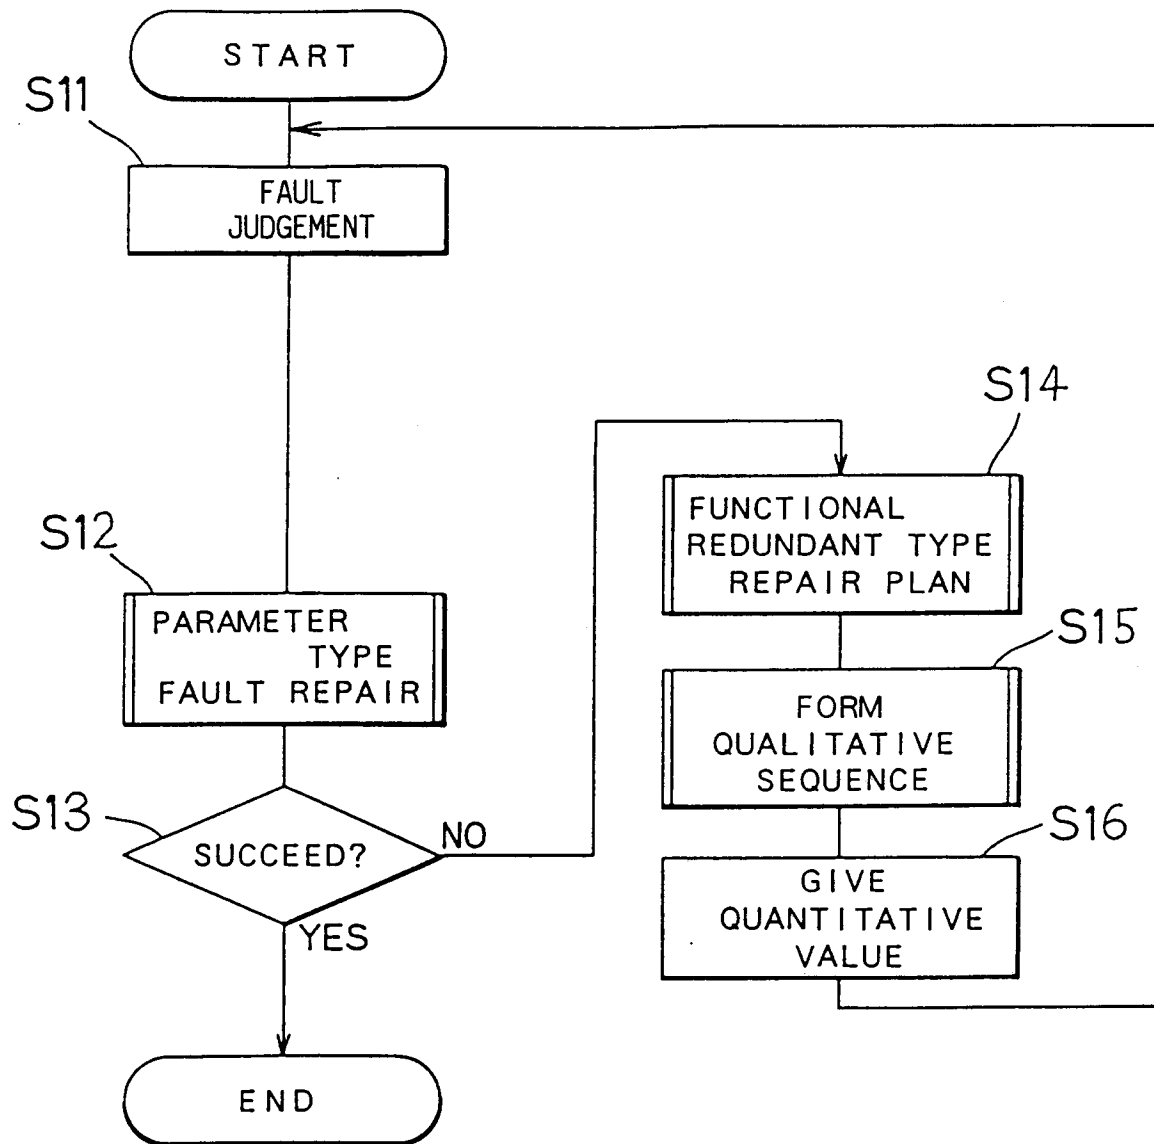 START
S11
FAULT
JUDGEMENT
S12
PARAMETER
TYPE
FAULT REPAIR
S13
SUCCEED?
NO
YES
END
S14
FUNCTIONAL
REDUNDANT TYPE
REPAIR PLAN
S15
FORM
QUALITATIVE
SEQUENCE
S16
GIVE
QUANTITATIVE
VALUE